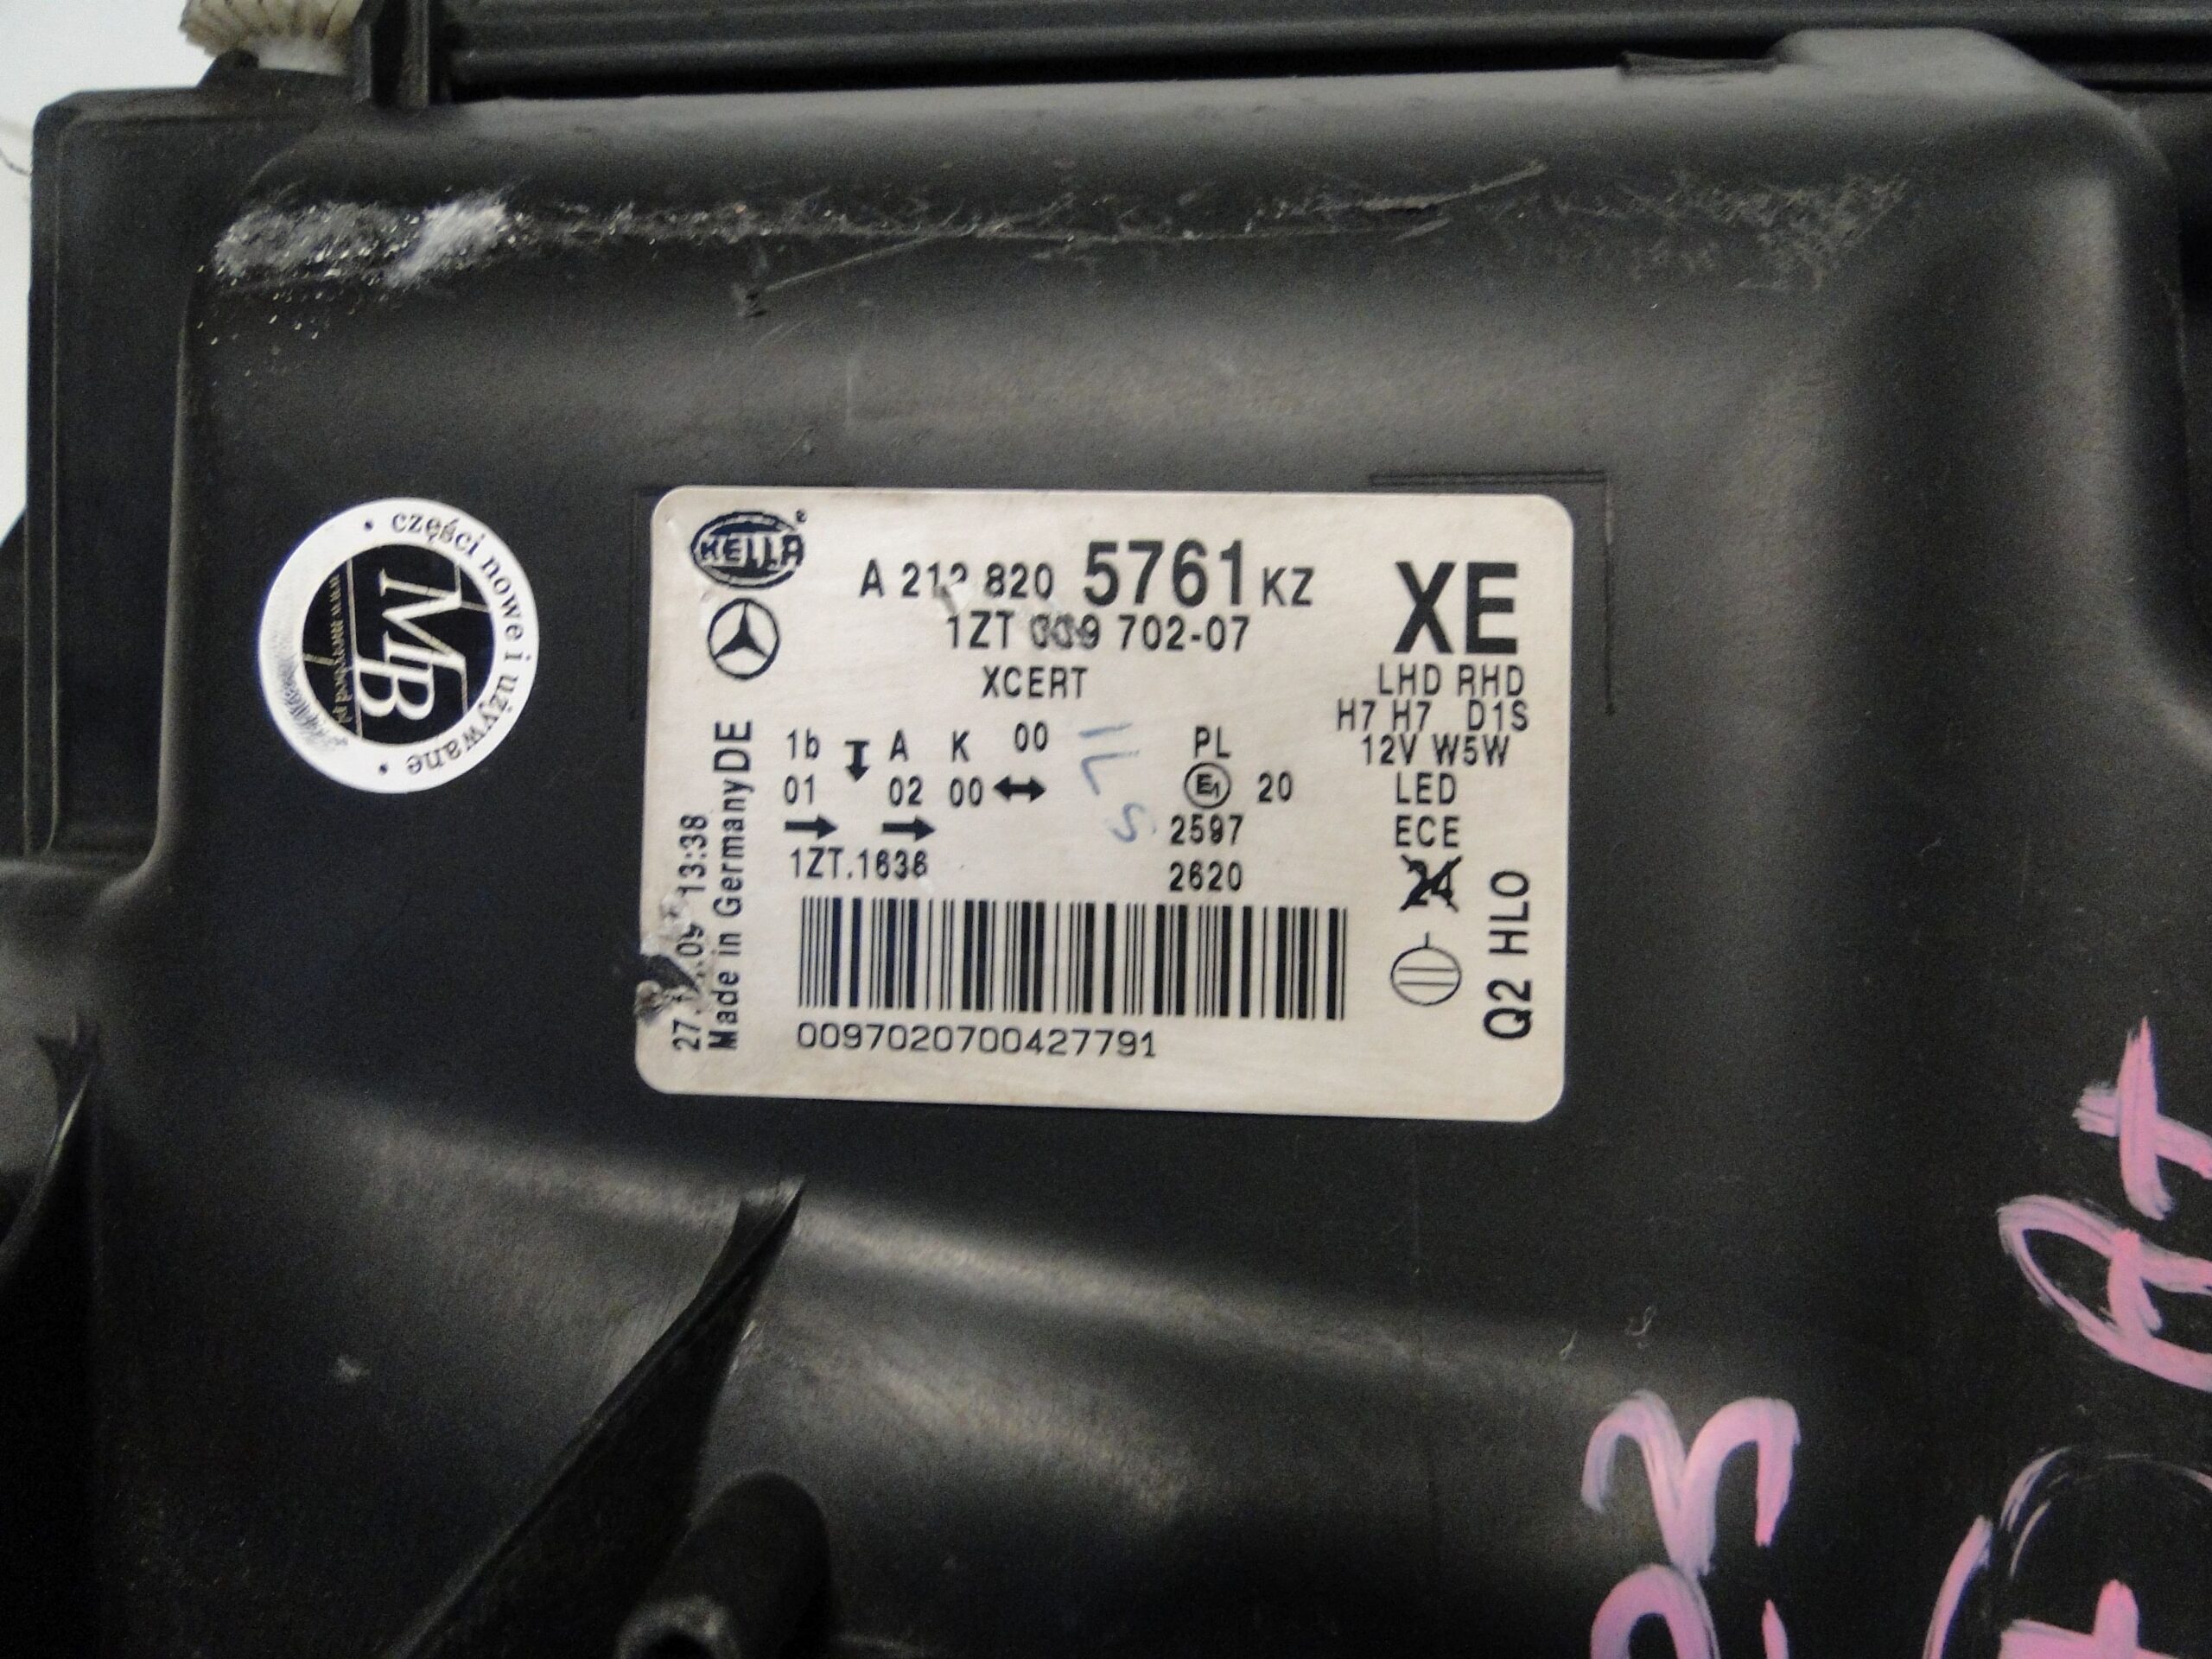 HELLA
A 212 820 5761 KZ
1ZT 009 702-07
XCERT
XE
LHD RHD
H7 H7 D1S
12V W5W
LED
ECE
24
Q2 HLO
1b A K 00
01 02 00
1ZT.1636
PL
E1 20
2597
2620
ILS
0097020700427791
13:38
Made in Germany DE
• części nowe i używane •
MB